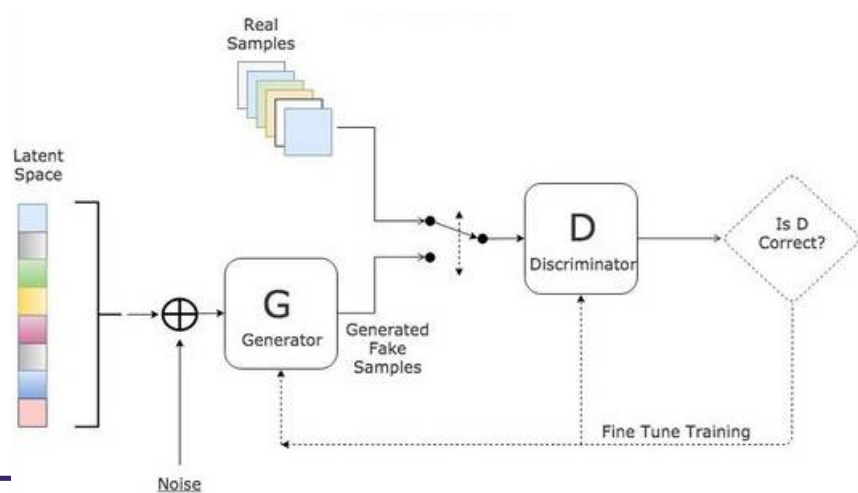 Real
Samples
Latent
Space
G
Generator
Generated
Fake
Samples
D
Discriminator
Is D
Correct?
Fine Tune Training
Noise